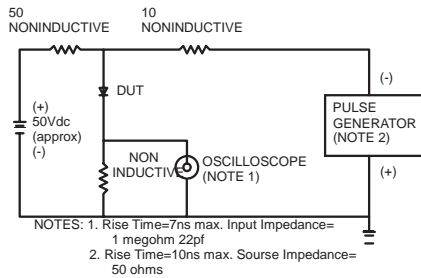 50
NONINDUCTIVE
10
NONINDUCTIVE
(+)
50Vdc
(approx)
(-)
DUT
NON
INDUCTIVE
OSCILLOSCOPE
(NOTE 1)
(-)
PULSE
GENERATOR
(NOTE 2)
(+)
NOTES: 1. Rise Time=7ns max. Input Impedance=
1 megohm 22pf
2. Rise Time=10ns max. Sourse Impedance=
50 ohms